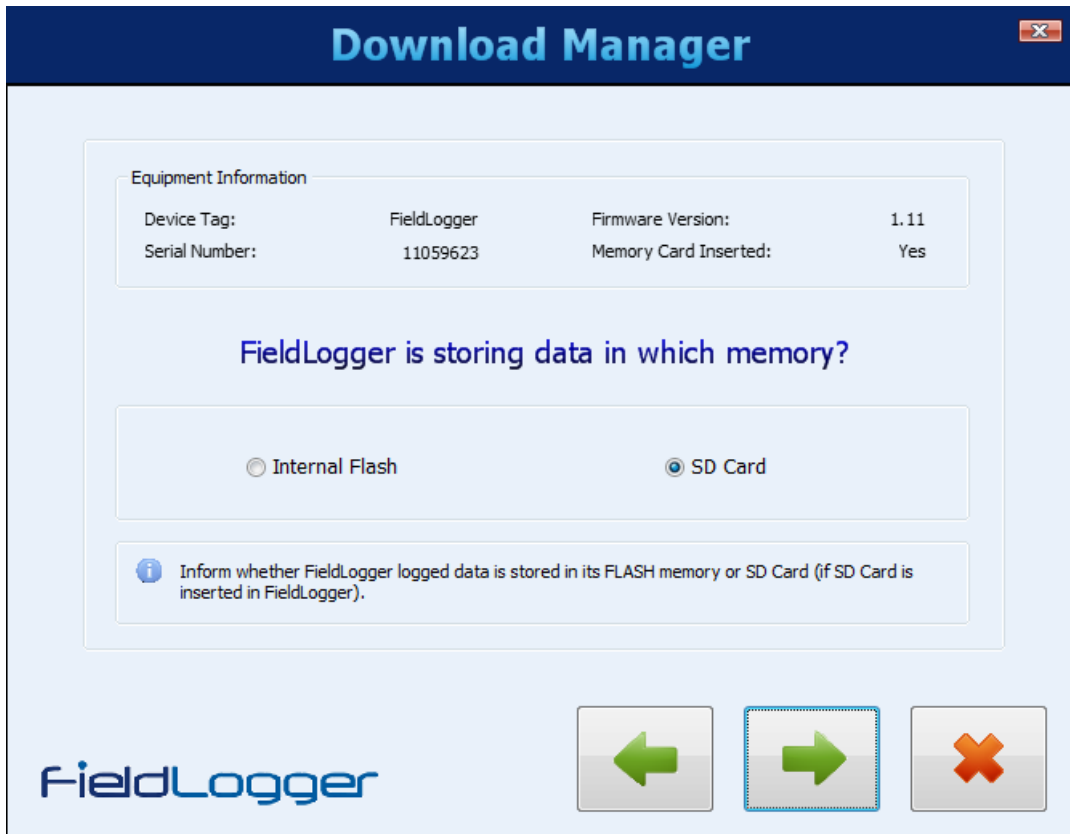 Download Manager
Equipment Information
Device Tag: FieldLogger Firmware Version: 1.11
Serial Number: 11059623 Memory Card Inserted: Yes
FieldLogger is storing data in which memory?
Internal Flash SD Card
Inform whether FieldLogger logged data is stored in its FLASH memory or SD Card (if SD Card is
inserted in FieldLogger).
FieldLogger